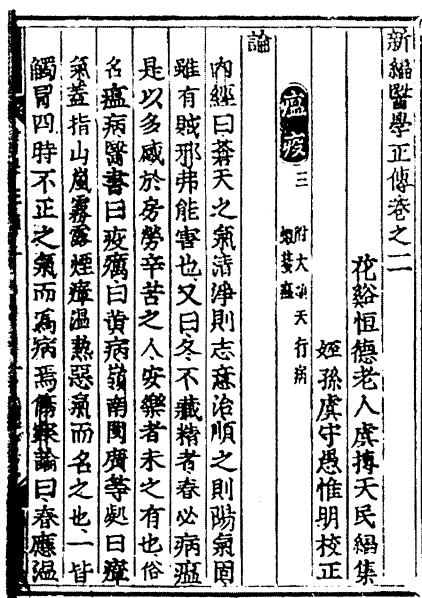 新編醫學正傳卷之二
花谿恒德老人虞摶天民編集
姪孫虞守愚惟明校正
瘟疫三 附大頭天行病
論
內經曰蒼天之氣清淨則志意治順之則陽氣固
雖有賊邪弗能害也又曰冬不藏精者春必病瘟
是以多感於房勞辛苦之人安樂者未之有也俗
名瘟病醫書曰疫癘曰黃病嶺南閩廣等處曰瘴
氣蓋指山嵐霧露煙瘴温熱惡氣而名之也一皆
觸冒四時不正之氣而爲病焉傷寒論曰春應温